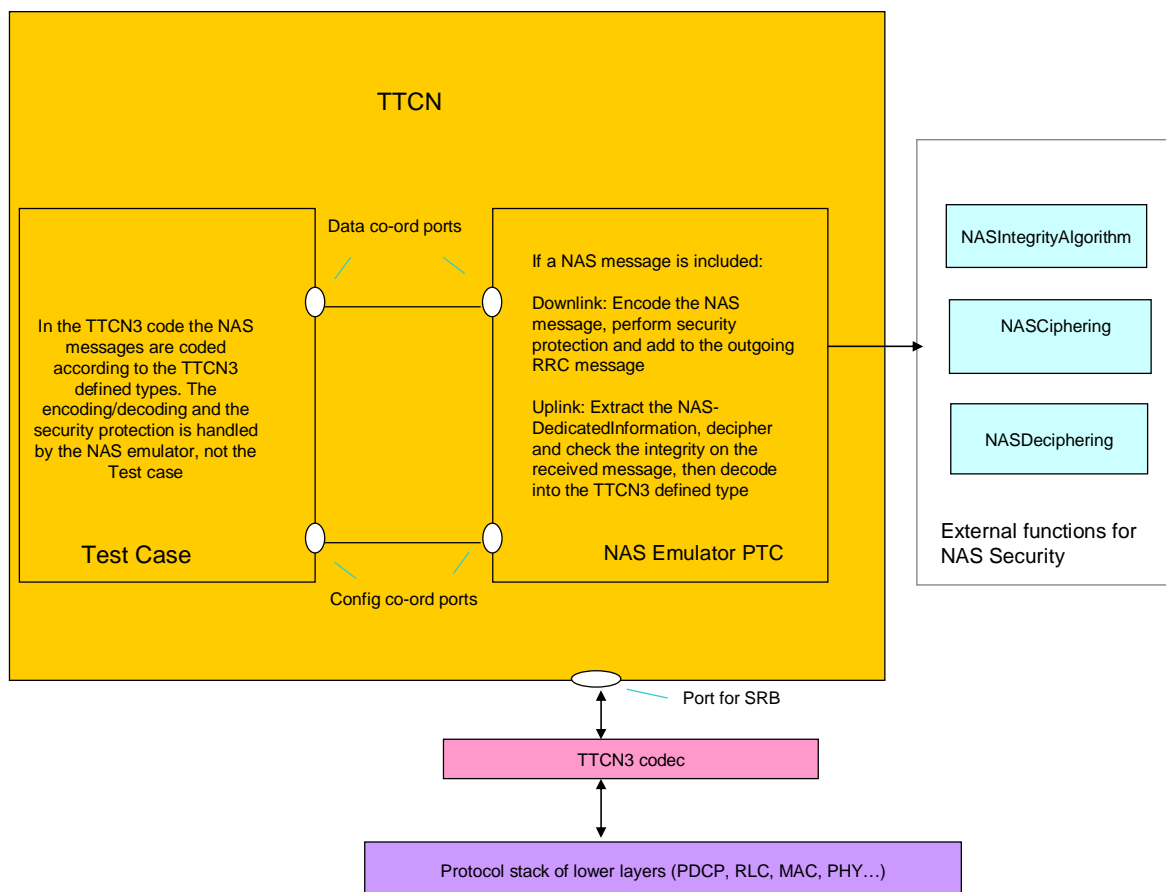 TTCN
Data co-ord ports
In the TTCN3 code the NAS
messages are coded
according to the TTCN3
defined types. The
encoding/decoding and the
security protection is handled
by the NAS emulator, not the
Test case
Test Case
If a NAS message is included:
Downlink: Encode the NAS
message, perform security
protection and add to the outgoing
RRC message
Uplink: Extract the NAS-
DedicatedInformation, decipher
and check the integrity on the
received message, then decode
into the TTCN3 defined type
NAS Emulator PTC
Config co-ord ports
NASIntegrityAlgorithm
NASCiphering
NASDeciphering
External functions for
NAS Security
Port for SRB
TTCN3 codec
Protocol stack of lower layers (PDCP, RLC, MAC, PHY…)